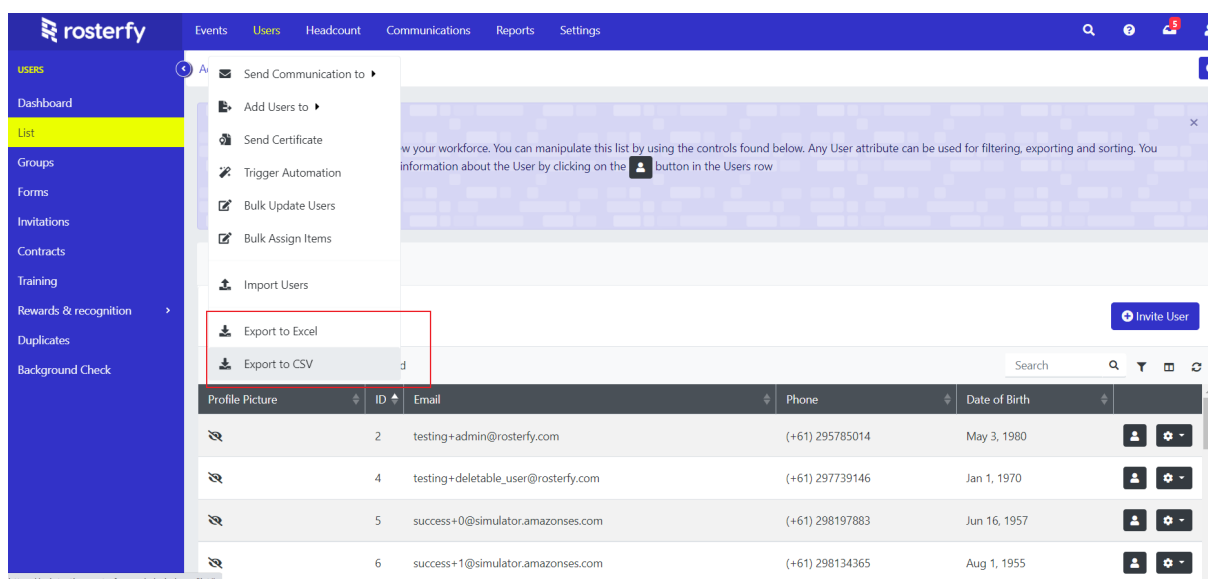 rosterfy
Events Users Headcount Communications Reports Settings
5
USERS
Dashboard
List
Groups
Forms
Invitations
Contracts
Training
Rewards & recognition
Duplicates
Background Check
Send Communication to
Add Users to
Send Certificate
Trigger Automation
Bulk Update Users
Bulk Assign Items
Import Users
Export to Excel
Export to CSV
w your workforce. You can manipulate this list by using the controls found below. Any User attribute can be used for filtering, exporting and sorting. You
information about the User by clicking on the button in the Users row
Invite User
d
Search
Profile Picture ID Email Phone Date of Birth
2 testing+admin@rosterfy.com (+61) 295785014 May 3, 1980
4 testing+deletable_user@rosterfy.com (+61) 297739146 Jan 1, 1970
5 success+0@simulator.amazonses.com (+61) 298197883 Jun 16, 1957
6 success+1@simulator.amazonses.com (+61) 298134365 Aug 1, 1955